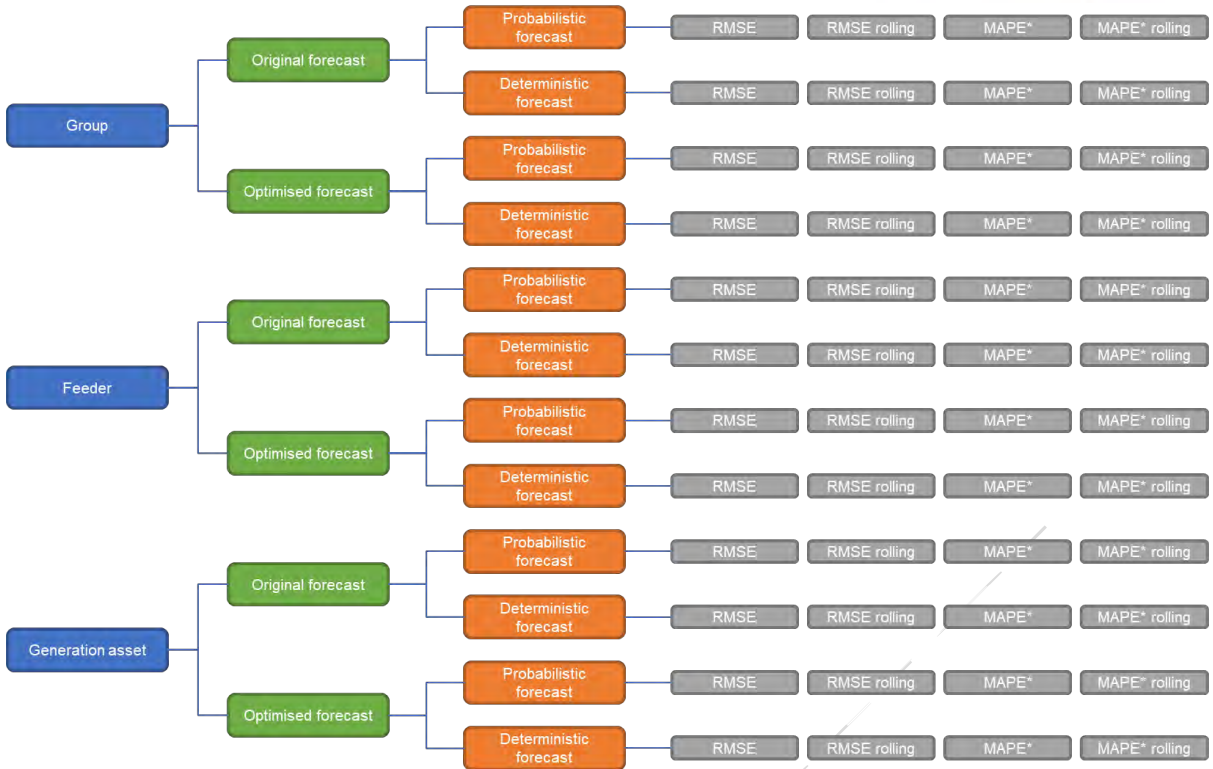 Probabilistic
forecast
RMSE
RMSE rolling
MAPE*
MAPE* rolling
Original forecast
Deterministic
forecast
RMSE
RMSE rolling
MAPE*
MAPE* rolling
Group
Probabilistic
forecast
RMSE
RMSE rolling
MAPE*
MAPE* rolling
Optimised forecast
Deterministic
forecast
RMSE
RMSE rolling
MAPE*
MAPE* rolling
Probabilistic
forecast
RMSE
RMSE rolling
MAPE*
MAPE* rolling
Original forecast
Deterministic
forecast
RMSE
RMSE rolling
MAPE*
MAPE* rolling
Feeder
Probabilistic
forecast
RMSE
RMSE rolling
MAPE*
MAPE* rolling
Optimised forecast
Deterministic
forecast
RMSE
RMSE rolling
MAPE*
MAPE* rolling
Probabilistic
forecast
RMSE
RMSE rolling
MAPE*
MAPE* rolling
Original forecast
Deterministic
forecast
RMSE
RMSE rolling
MAPE*
MAPE* rolling
Generation asset
Probabilistic
forecast
RMSE
RMSE rolling
MAPE*
MAPE* rolling
Optimised forecast
Deterministic
forecast
RMSE
RMSE rolling
MAPE*
MAPE* rolling